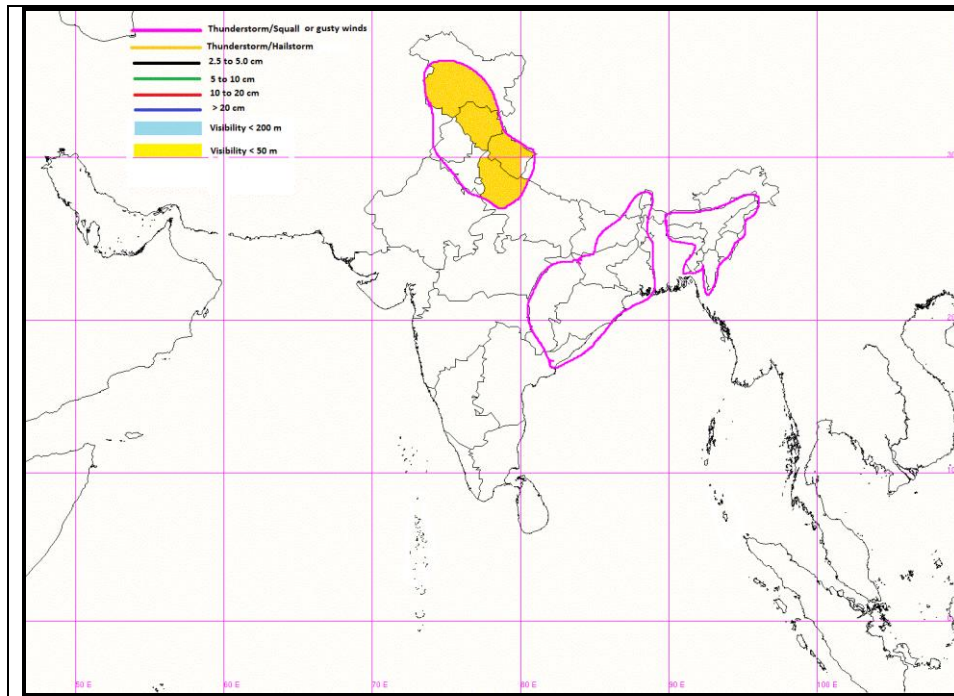 Thunderstorm/Squall or gusty winds
Thunderstorm/Hailstorm
2.5 to 5.0 cm
5 to 10 cm
10 to 20 cm
> 20 cm
Visibility < 200 m
Visibility < 50 m
50 E
60 E
70 E
80 E
90 E
100 E